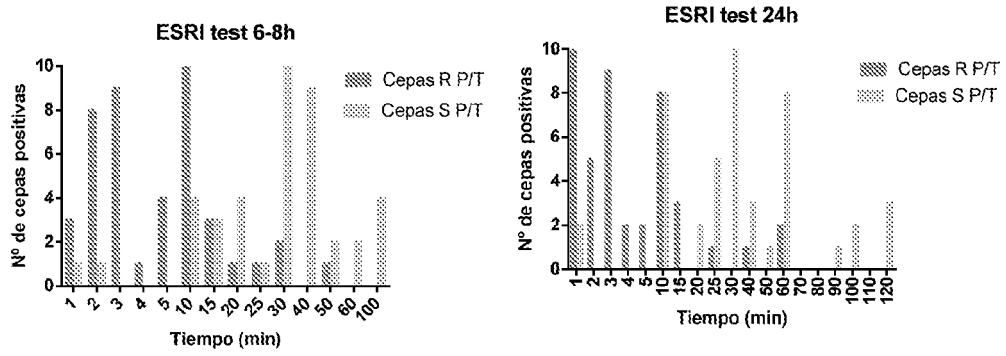 ESRI test 6-8h
10
8
6
4
2
0
Nº de cepas positivas
1 2 3 4 5 10 15 20 25 30 40 50 60 100
Tiempo (min)
Cepas R P/T
Cepas S P/T
ESRI test 24h
10
8
6
4
2
0
Nº de cepas positivas
1 2 3 4 5 10 15 20 25 30 40 50 60 70 80 90 100 110 120
Tiempo (min)
Cepas R P/T
Cepas S P/T